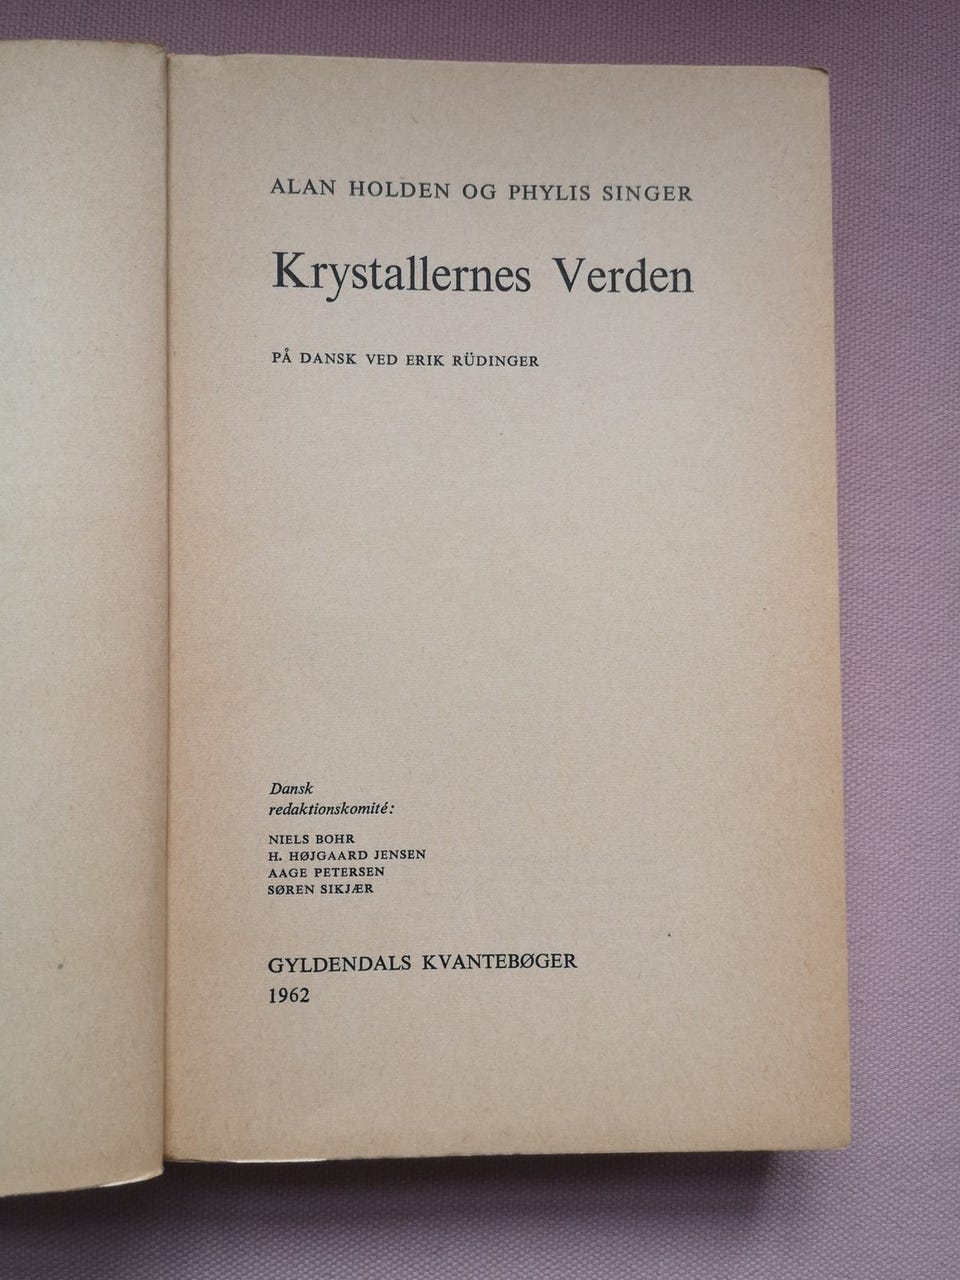 ALAN HOLDEN OG PHYLIS SINGER
Krystallernes Verden
PÅ DANSK VED ERIK RÜDINGER
Dansk
redaktionskomité:
NIELS BOHR
H. HØJGAARD JENSEN
AAGE PETERSEN
SØREN SIKJÆR
GYLDENDALS KVANTEBØGER
1962